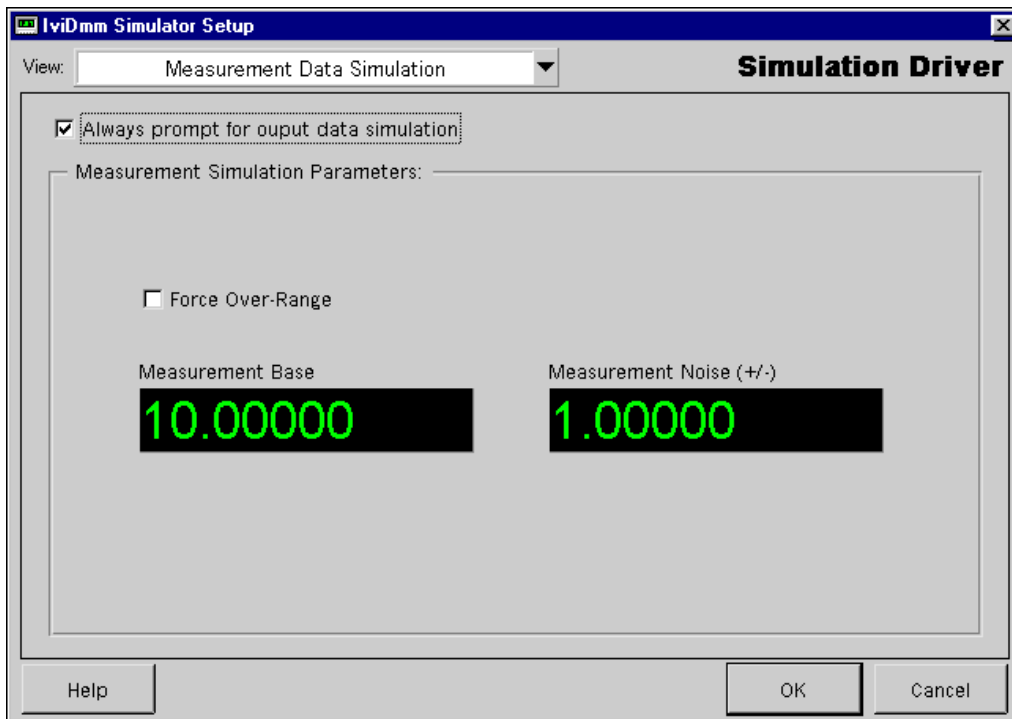 IviDmm Simulator Setup
View: Measurement Data Simulation
Simulation Driver
Always prompt for ouput data simulation
Measurement Simulation Parameters:
Force Over-Range
Measurement Base
Measurement Noise (+/-)
10.00000
1.00000
Help
OK
Cancel